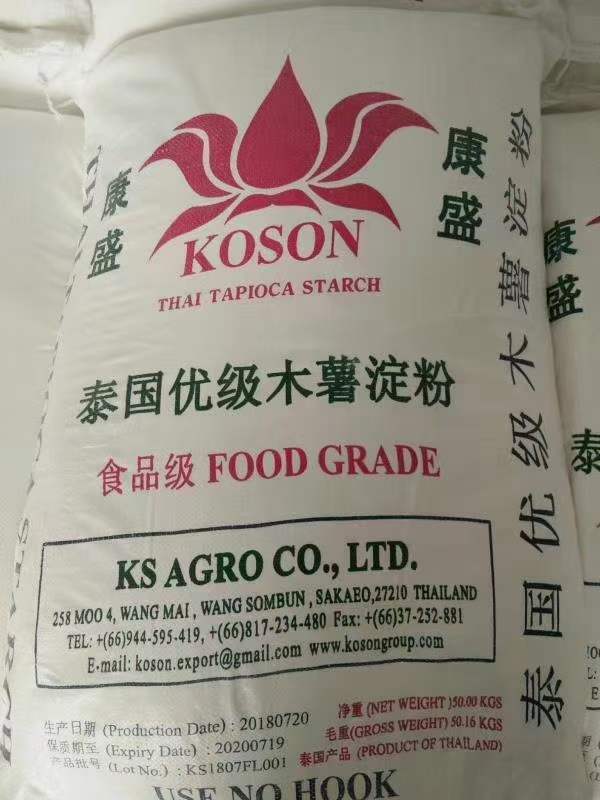 康盛
康盛
KOSON
THAI TAPIOCA STARCH
泰国优级木薯淀粉
食品级 FOOD GRADE
KS AGRO CO., LTD.
258 MOO 4, WANG MAI , WANG SOMBUN , SAKAEO,27210 THAILAND
TEL: +(66)944-595-419, +(66)817-234-480 Fax: +(66)37-252-881
E-mail: koson.export@gmail.com www.kosongroup.com
生产日期 (Production Date) : 20180720
保质期至 (Expiry Date) : 20200719
产品批号 (Lot No.) : KS1807FL001
净重 (NET WEIGHT )50.00 KGS
毛重(GROSS WEIGHT) 50.16 KGS
泰国产品 (PRODUCT OF THAILAND)
USE NO HOOK
泰国优级木薯淀粉
STARCH
康盛
泰